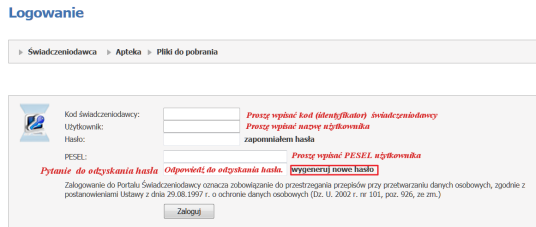 Logowanie
Świadczeniodawca Apteka Pliki do pobrania
Kod świadczeniodawcy: Proszę wpisać kod (identyfikator) świadczeniodawcy
Użytkownik: Proszę wpisać nazwę użytkownika
Hasło: zapomniałem hasła
PESEL: Proszę wpisać PESEL użytkownika
Pytanie do odzyskania hasła Odpowiedź do odzyskania hasła. wygeneruj nowe hasło
Zalogowanie do Portalu Świadczeniodawcy oznacza zobowiązanie do przestrzegania przepisów przy przetwarzaniu danych osobowych, zgodnie z
postanowieniami Ustawy z dnia 29.08.1997 r. o ochronie danych osobowych (Dz. U. 2002 r. nr 101, poz. 926, ze zm.)
Zaloguj